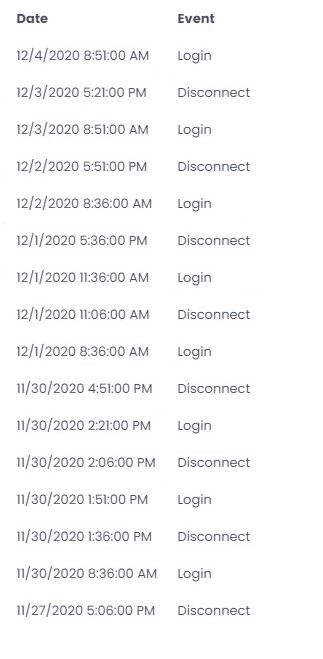 Date Event
12/4/2020 8:51:00 AM Login
12/3/2020 5:21:00 PM Disconnect
12/3/2020 8:51:00 AM Login
12/2/2020 5:51:00 PM Disconnect
12/2/2020 8:36:00 AM Login
12/1/2020 5:36:00 PM Disconnect
12/1/2020 11:36:00 AM Login
12/1/2020 11:06:00 AM Disconnect
12/1/2020 8:36:00 AM Login
11/30/2020 4:51:00 PM Disconnect
11/30/2020 2:21:00 PM Login
11/30/2020 2:06:00 PM Disconnect
11/30/2020 1:51:00 PM Login
11/30/2020 1:36:00 PM Disconnect
11/30/2020 8:36:00 AM Login
11/27/2020 5:06:00 PM Disconnect